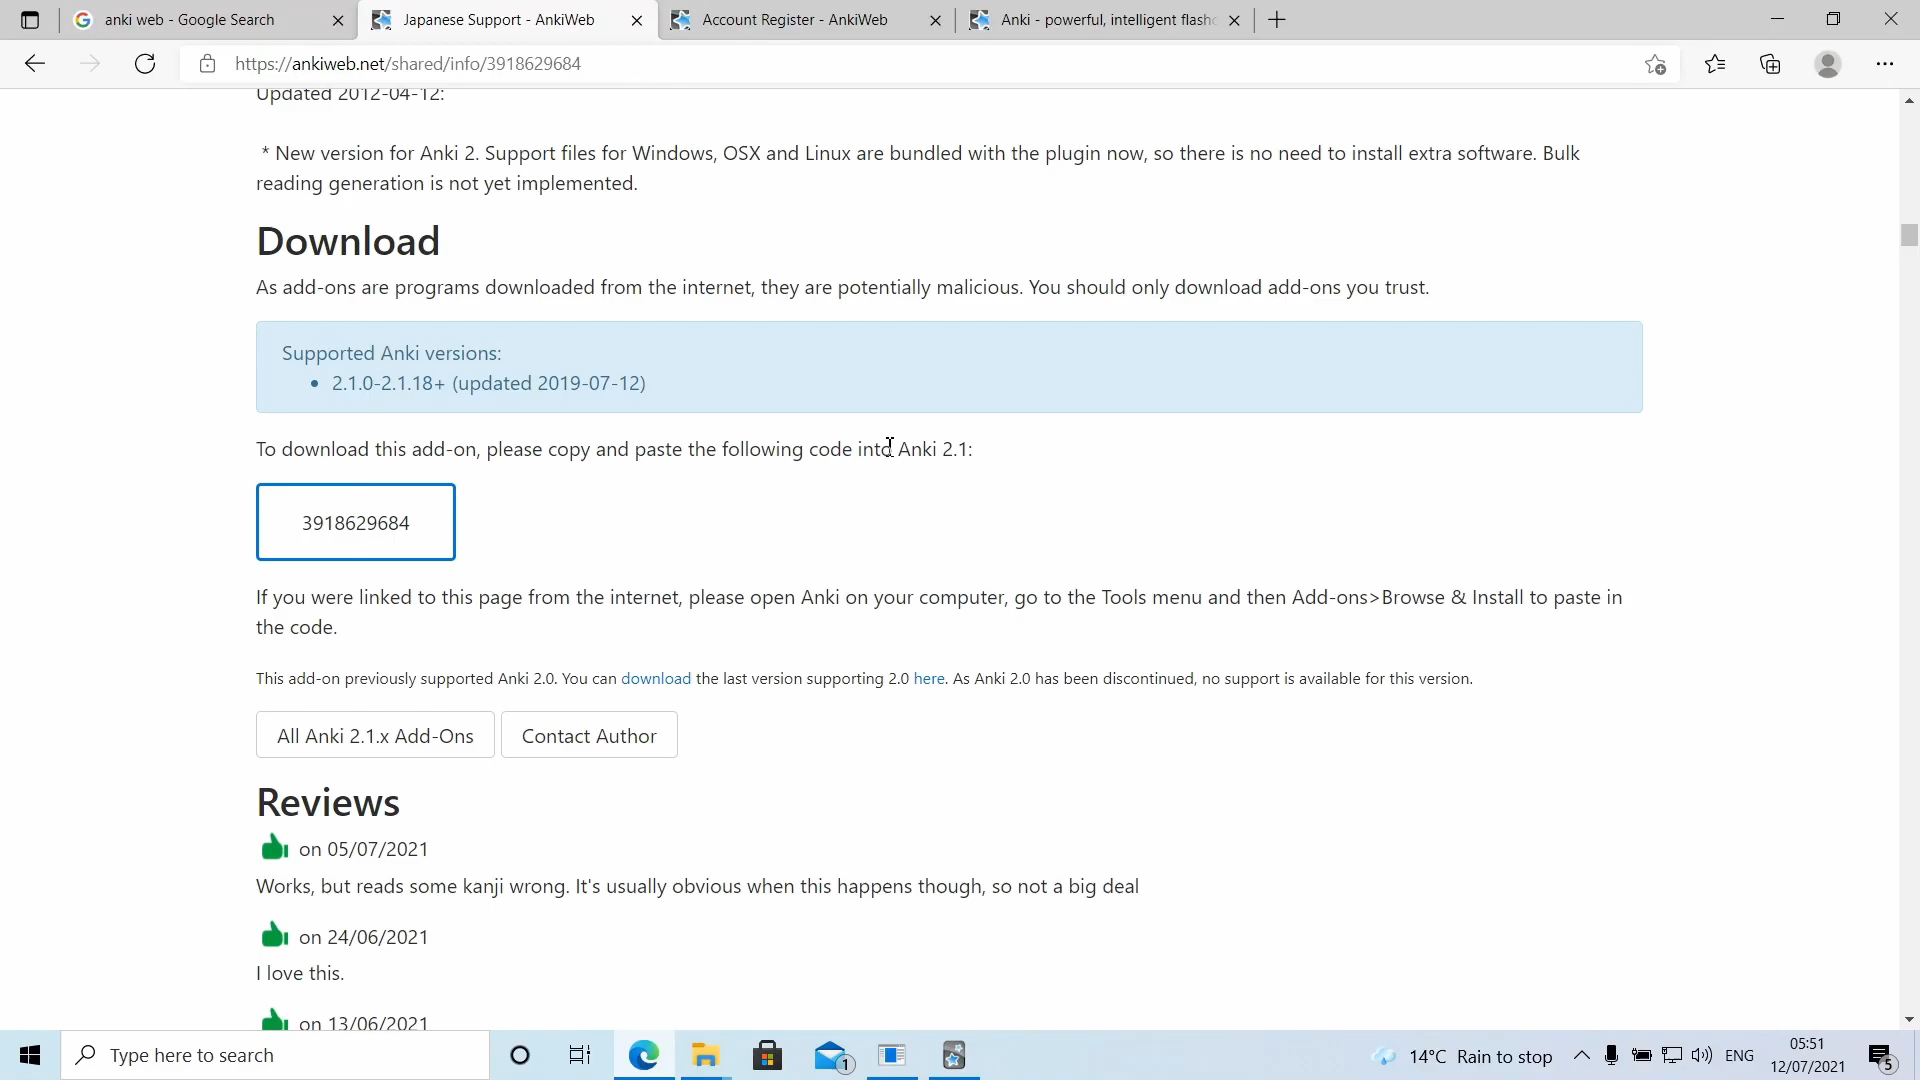 anki web - Google Search
Japanese Support - AnkiWeb
Account Register - AnkiWeb
Anki - powerful, intelligent flashc
https://ankiweb.net/shared/info/3918629684
Updated 2012-04-12:
* New version for Anki 2. Support files for Windows, OSX and Linux are bundled with the plugin now, so there is no need to install extra software. Bulk
reading generation is not yet implemented.
Download
As add-ons are programs downloaded from the internet, they are potentially malicious. You should only download add-ons you trust.
Supported Anki versions:
• 2.1.0-2.1.18+ (updated 2019-07-12)
To download this add-on, please copy and paste the following code into Anki 2.1:
3918629684
If you were linked to this page from the internet, please open Anki on your computer, go to the Tools menu and then Add-ons>Browse & Install to paste in
the code.
This add-on previously supported Anki 2.0. You can download the last version supporting 2.0 here. As Anki 2.0 has been discontinued, no support is available for this version.
All Anki 2.1.x Add-Ons
Contact Author
Reviews
on 05/07/2021
Works, but reads some kanji wrong. It's usually obvious when this happens though, so not a big deal
on 24/06/2021
I love this.
on 13/06/2021
Type here to search
1
14°C Rain to stop
ENG
05:51
12/07/2021
5